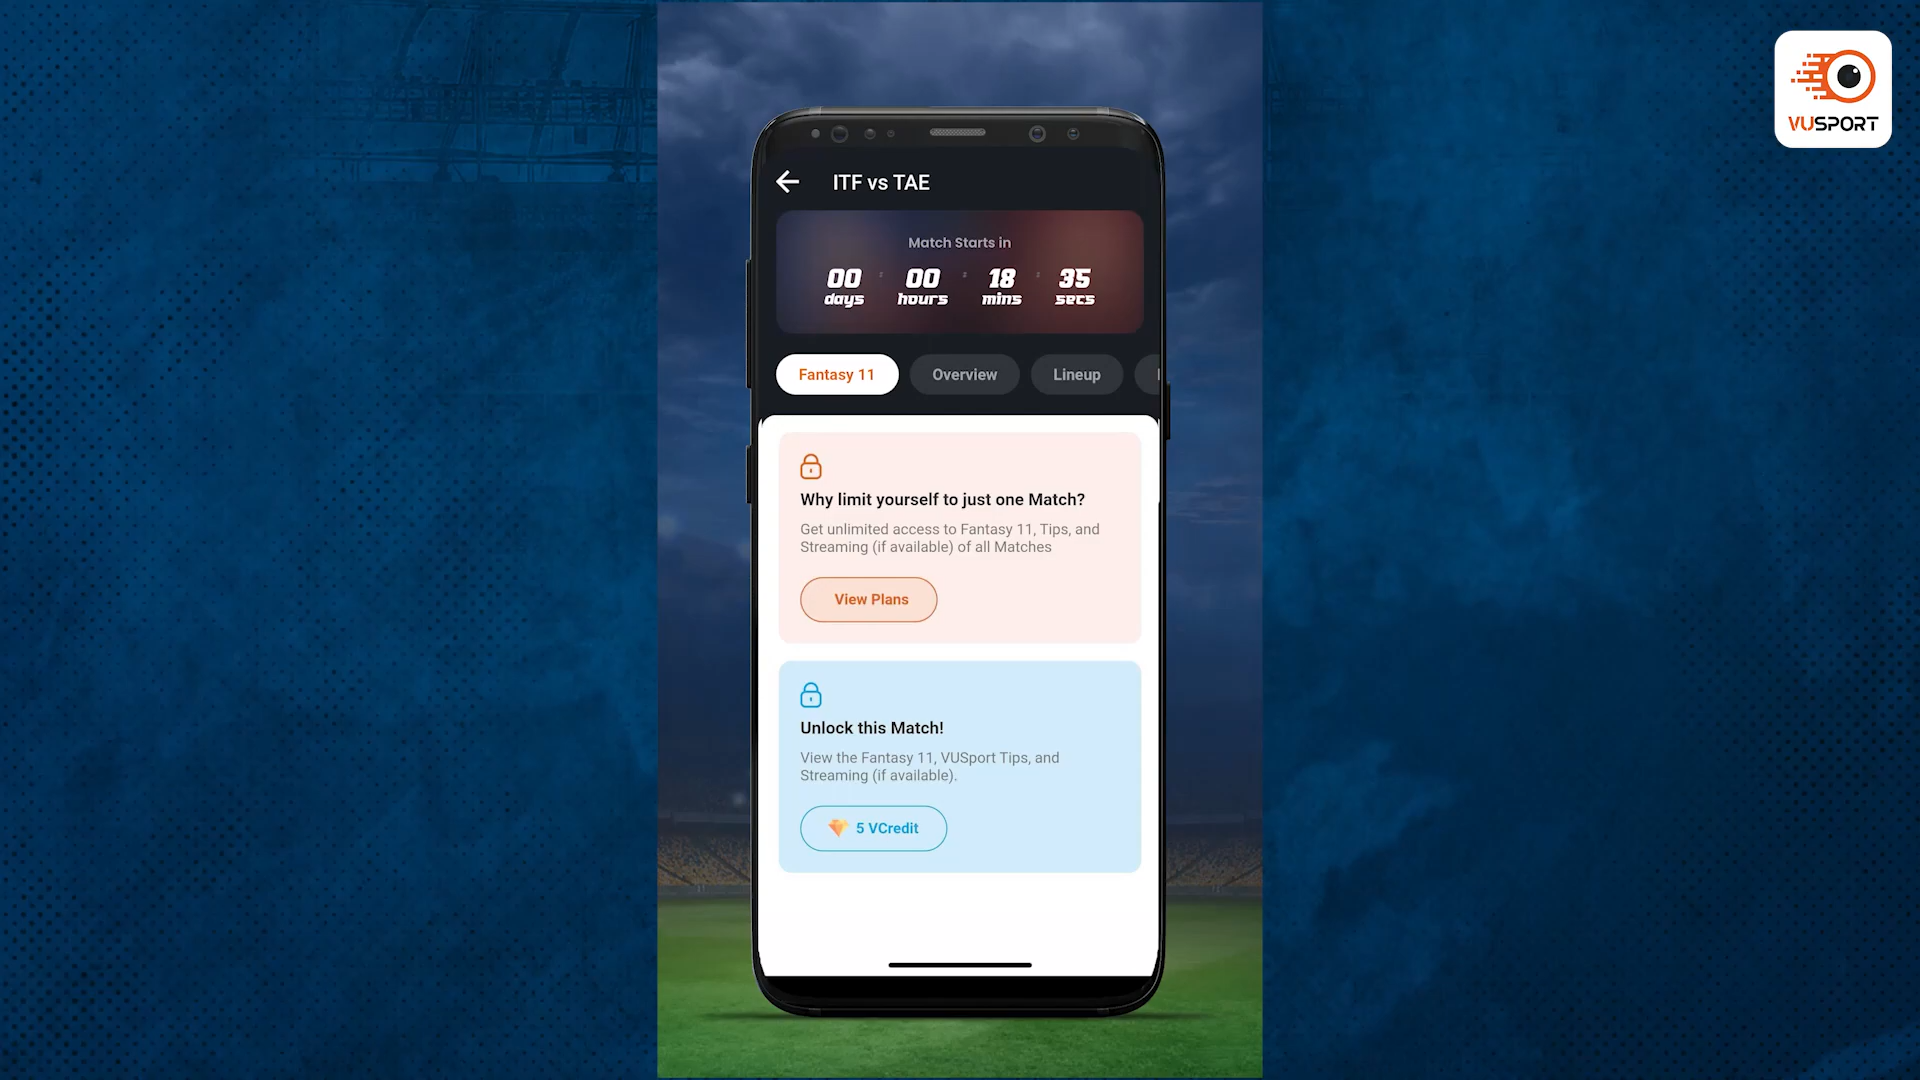 VUSPORT
ITF vs TAE
Match Starts in
00 : 00 : 18 : 35
days hours mins secs
Fantasy 11 Overview Lineup
Why limit yourself to just one Match?
Get unlimited access to Fantasy 11, Tips, and
Streaming (if available) of all Matches
View Plans
Unlock this Match!
View the Fantasy 11, VUSport Tips, and
Streaming (if available).
5 VCredit